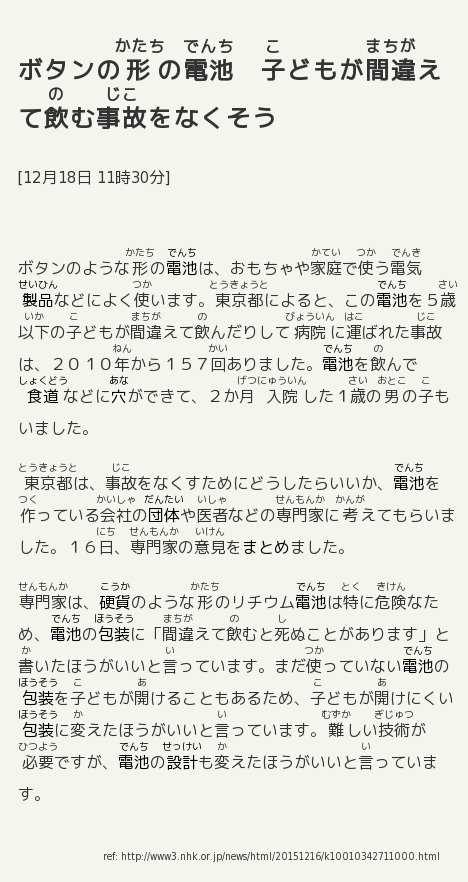 ボタンの形の電池　子どもが間違え
て飲む事故をなくそう
[12月18日 11時30分]
ボタンのような形の電池は、おもちゃや家庭で使う電気
製品などによく使います。東京都によると、この電池を５歳
以下の子どもが間違えて飲んだりして病院に運ばれた事故
は、２０１０年から１５７回ありました。電池を飲んで
食道などに穴ができて、２か月入院した１歳の男の子も
いました。
東京都は、事故をなくすためにどうしたらいいか、電池を
作っている会社の団体や医者などの専門家に考えてもらいま
した。１６日、専門家の意見をまとめました。
専門家は、硬貨のような形のリチウム電池は特に危険なた
め、電池の包装に「間違えて飲むと死ぬことがあります」と
書いたほうがいいと言っています。まだ使っていない電池の
包装を子どもが開けることもあるため、子どもが開けにくい
包装に変えたほうがいいと言っています。難しい技術が
必要ですが、電池の設計も変えたほうがいいと言っていま
す。
ref: http://www3.nhk.or.jp/news/html/20151216/k10010342711000.html